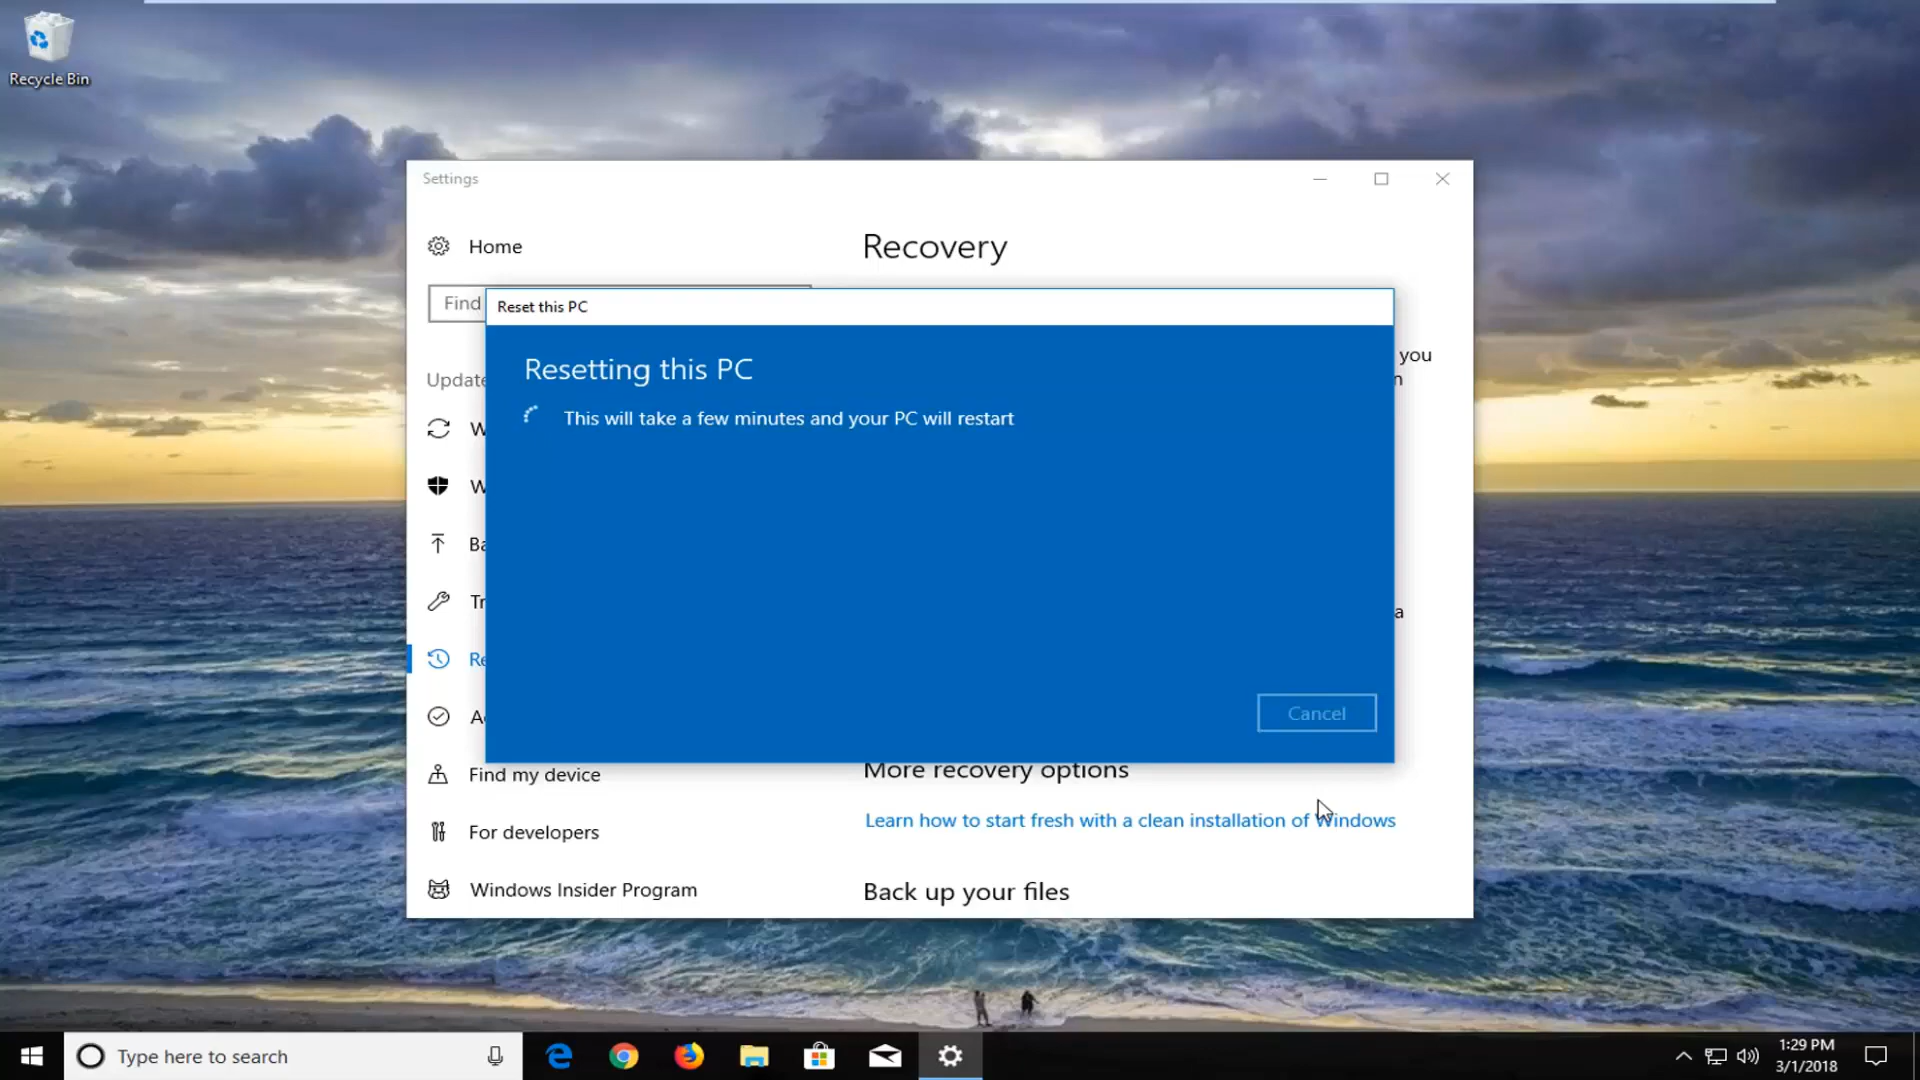 Recycle Bin
Settings
Home
Recovery
Find
Reset this PC
Resetting this PC
This will take a few minutes and your PC will restart
you
n
Update
W
W
Ba
Tr
a
Re
A
Cancel
Find my device
More recovery options
For developers
Learn how to start fresh with a clean installation of Windows
Windows Insider Program
Back up your files
Type here to search
1:29 PM
3/1/2018